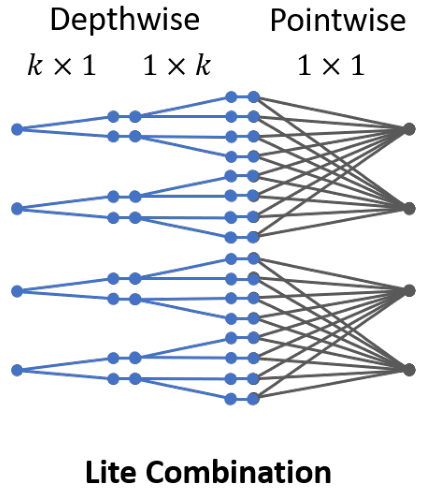 Depthwise Pointwise
k × 1 1 × k 1 × 1
Lite Combination